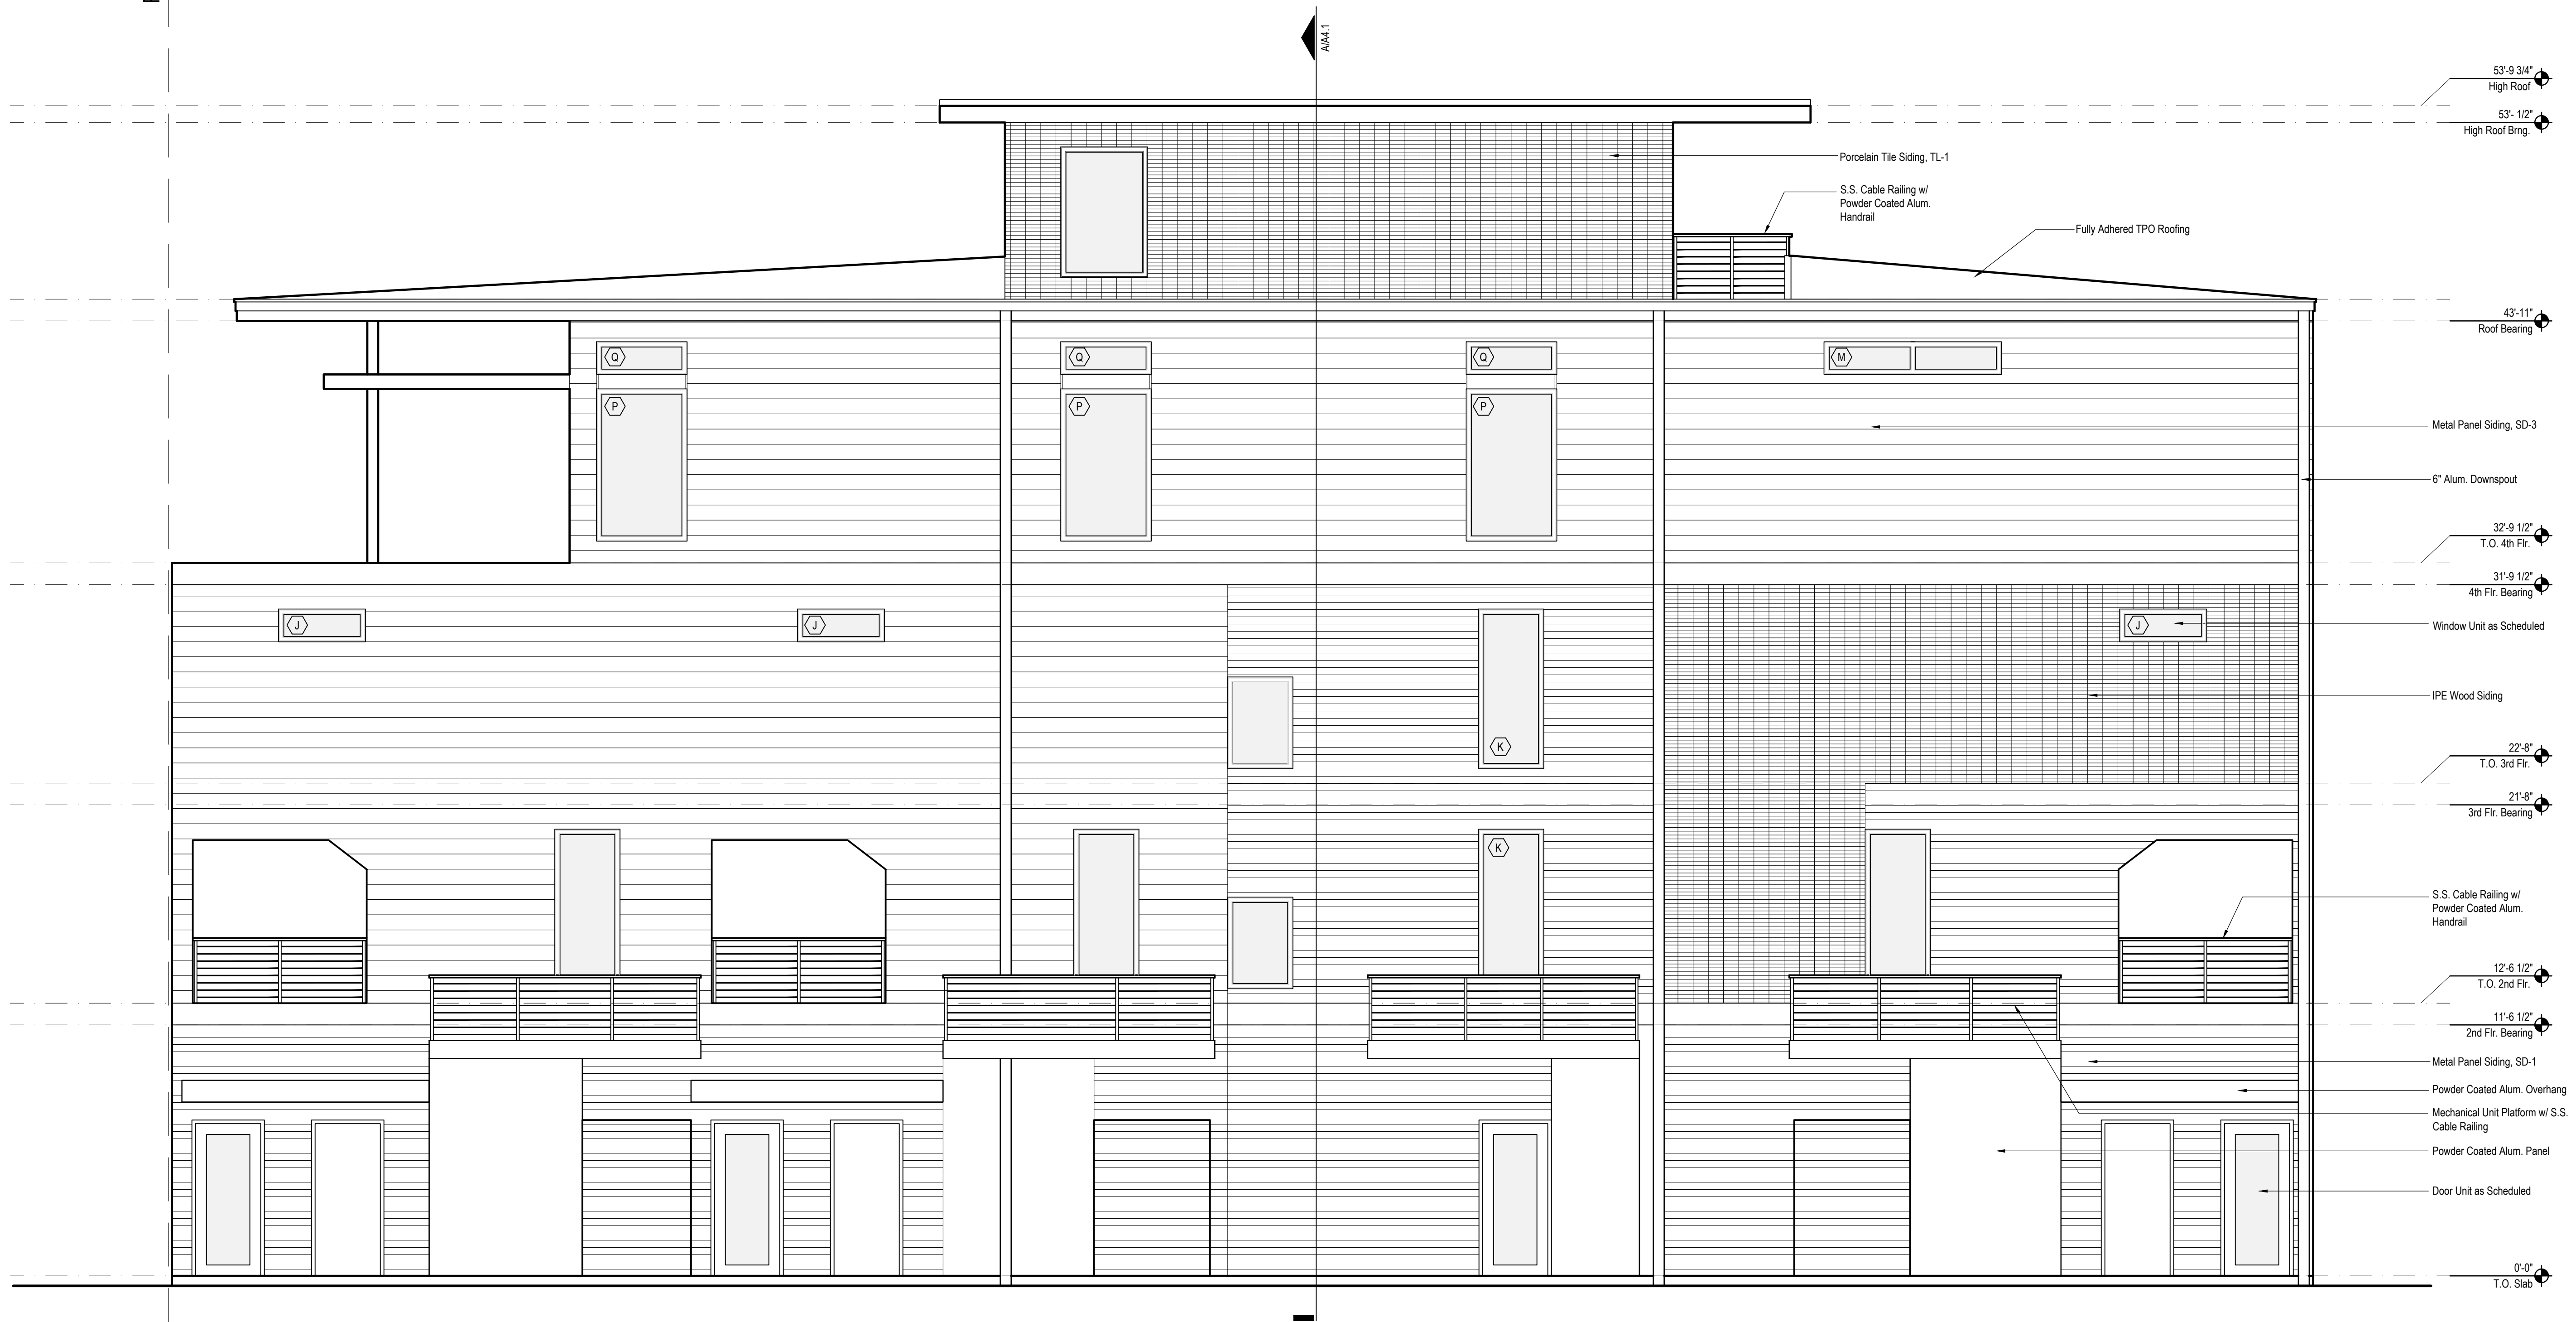 A/A4.1
53'-9 3/4"
High Roof
53'- 1/2"
High Roof Brng.
Porcelain Tile Siding, TL-1
S.S. Cable Railing w/
Powder Coated Alum.
Handrail
Fully Adhered TPO Roofing
43'-11"
Roof Bearing
Q
Q
Q
M
P
P
P
Metal Panel Siding, SD-3
6" Alum. Downspout
32'-9 1/2"
T.O. 4th Flr.
31'-9 1/2"
4th Flr. Bearing
J
J
J
Window Unit as Scheduled
IPE Wood Siding
K
22'-8"
T.O. 3rd Flr.
21'-8"
3rd Flr. Bearing
K
S.S. Cable Railing w/
Powder Coated Alum.
Handrail
12'-6 1/2"
T.O. 2nd Flr.
11'-6 1/2"
2nd Flr. Bearing
Metal Panel Siding, SD-1
Powder Coated Alum. Overhang
Mechanical Unit Platform w/ S.S.
Cable Railing
Powder Coated Alum. Panel
Door Unit as Scheduled
0'-0"
T.O. Slab